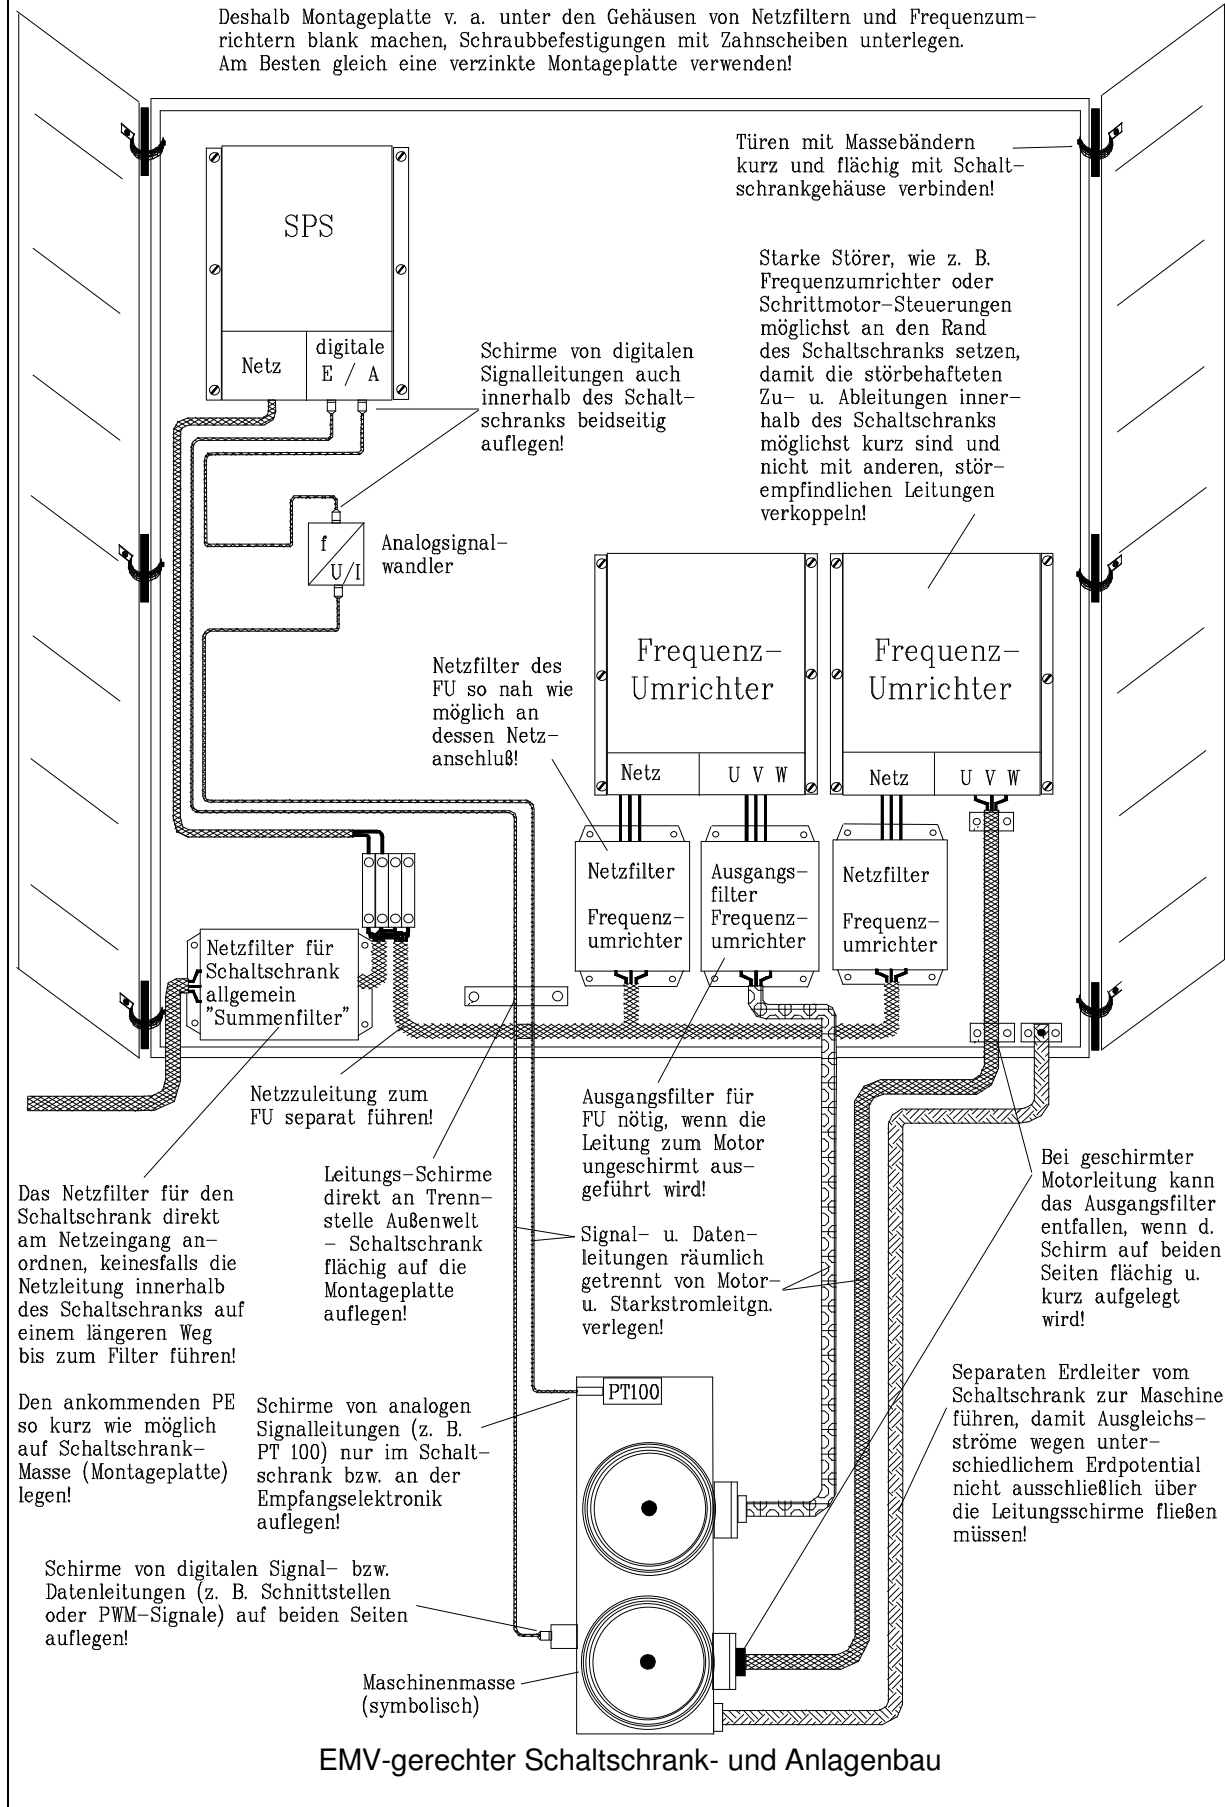 Deshalb Montageplatte v. a. unter den Gehäusen von Netzfiltern und Frequenzum-
richtern blank machen, Schraubbefestigungen mit Zahnscheiben unterlegen.
Am Besten gleich eine verzinkte Montageplatte verwenden!
Türen mit Massebändern
kurz und flächig mit Schalt-
schrankgehäuse verbinden!
SPS
Netz
digitale
E / A
Starke Störer, wie z. B.
Frequenzumrichter oder
Schrittmotor-Steuerungen
möglichst an den Rand
des Schaltschranks setzen,
damit die störbehafteten
Zu- u. Ableitungen inner-
halb des Schaltschranks
möglichst kurz sind und
nicht mit anderen, stör-
empfindlichen Leitungen
verkoppeln!
Schirme von digitalen
Signalleitungen auch
innerhalb des Schalt-
schranks beidseitig
auflegen!
f
U/I
Analogsignal-
wandler
Netzfilter des
FU so nah wie
möglich an
dessen Netz-
anschluß!
Frequenz-
Umrichter
Netz
U V W
Frequenz-
Umrichter
Netz
U V W
Netzfilter
Frequenz-
umrichter
Ausgangs-
filter
Frequenz-
umrichter
Netzfilter
Frequenz-
umrichter
Netzfilter für
Schaltschrank
allgemein
"Summenfilter"
Netzzuleitung zum
FU separat führen!
Ausgangsfilter für
FU nötig, wenn die
Leitung zum Motor
ungeschirmt aus-
geführt wird!
Bei geschirmter
Motorleitung kann
das Ausgangsfilter
entfallen, wenn d.
Schirm auf beiden
Seiten flächig u.
kurz aufgelegt
wird!
Das Netzfilter für den
Schaltschrank direkt
am Netzeingang an-
ordnen, keinesfalls die
Netzleitung innerhalb
des Schaltschranks auf
einem längeren Weg
bis zum Filter führen!
Leitungs-Schirme
direkt an Trenn-
stelle Außenwelt
- Schaltschrank
flächig auf die
Montageplatte
auflegen!
Signal- u. Daten-
leitungen räumlich
getrennt von Motor-
u. Starkstromleitgn.
verlegen!
Den ankommenden PE
so kurz wie möglich
auf Schaltschrank-
Masse (Montageplatte)
legen!
Schirme von analogen
Signalleitungen (z. B.
PT 100) nur im Schalt-
schrank bzw. an der
Empfangselektronik
auflegen!
PT100
Separaten Erdleiter vom
Schaltschrank zur Maschine
führen, damit Ausgleichs-
ströme wegen unter-
schiedlichem Erdpotential
nicht ausschließlich über
die Leitungsschirme fließen
müssen!
Schirme von digitalen Signal- bzw.
Datenleitungen (z. B. Schnittstellen
oder PWM-Signale) auf beiden Seiten
auflegen!
Maschinenmasse
(symbolisch)
EMV-gerechter Schaltschrank- und Anlagenbau